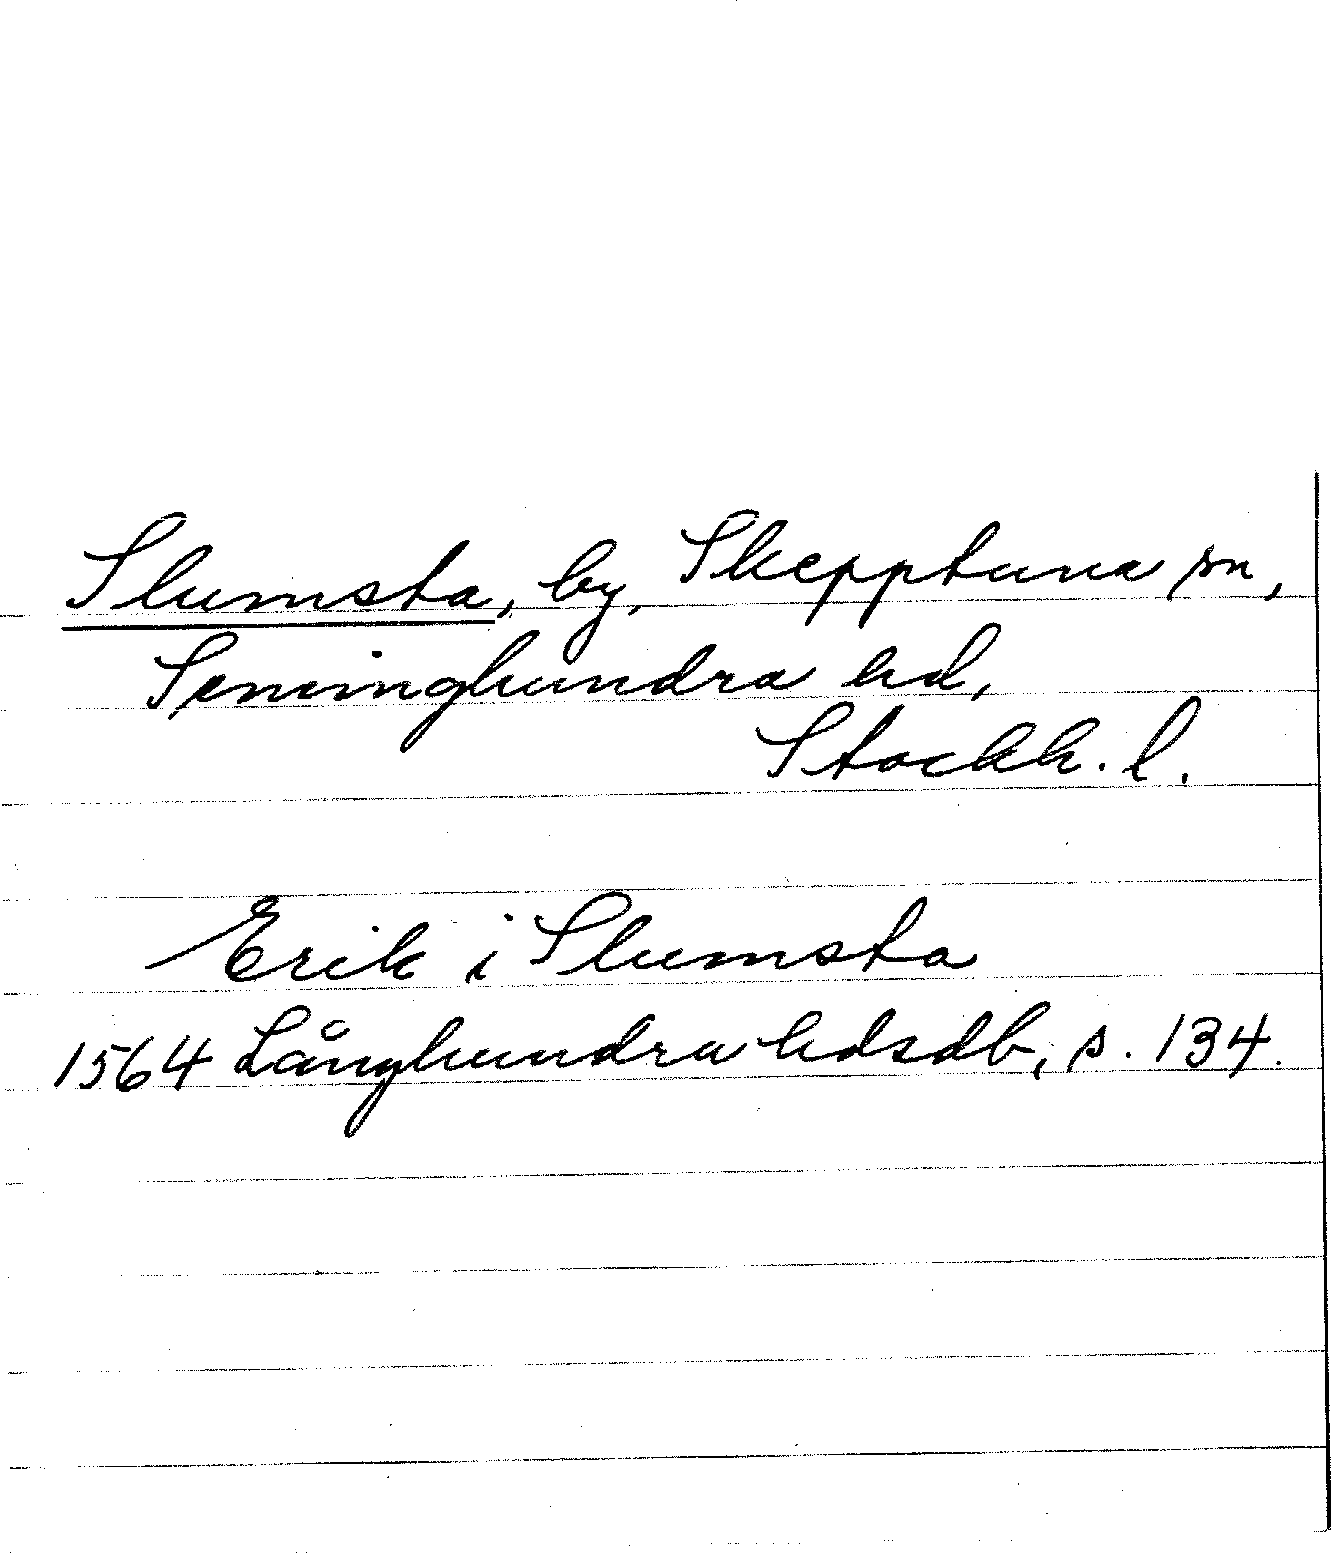 Slumsta, by, Skepptuna sn,
Seminghundra hd,
Stockh. l.
Erik i Slumsta
1564 Långhundra hdsdb, s. 134.